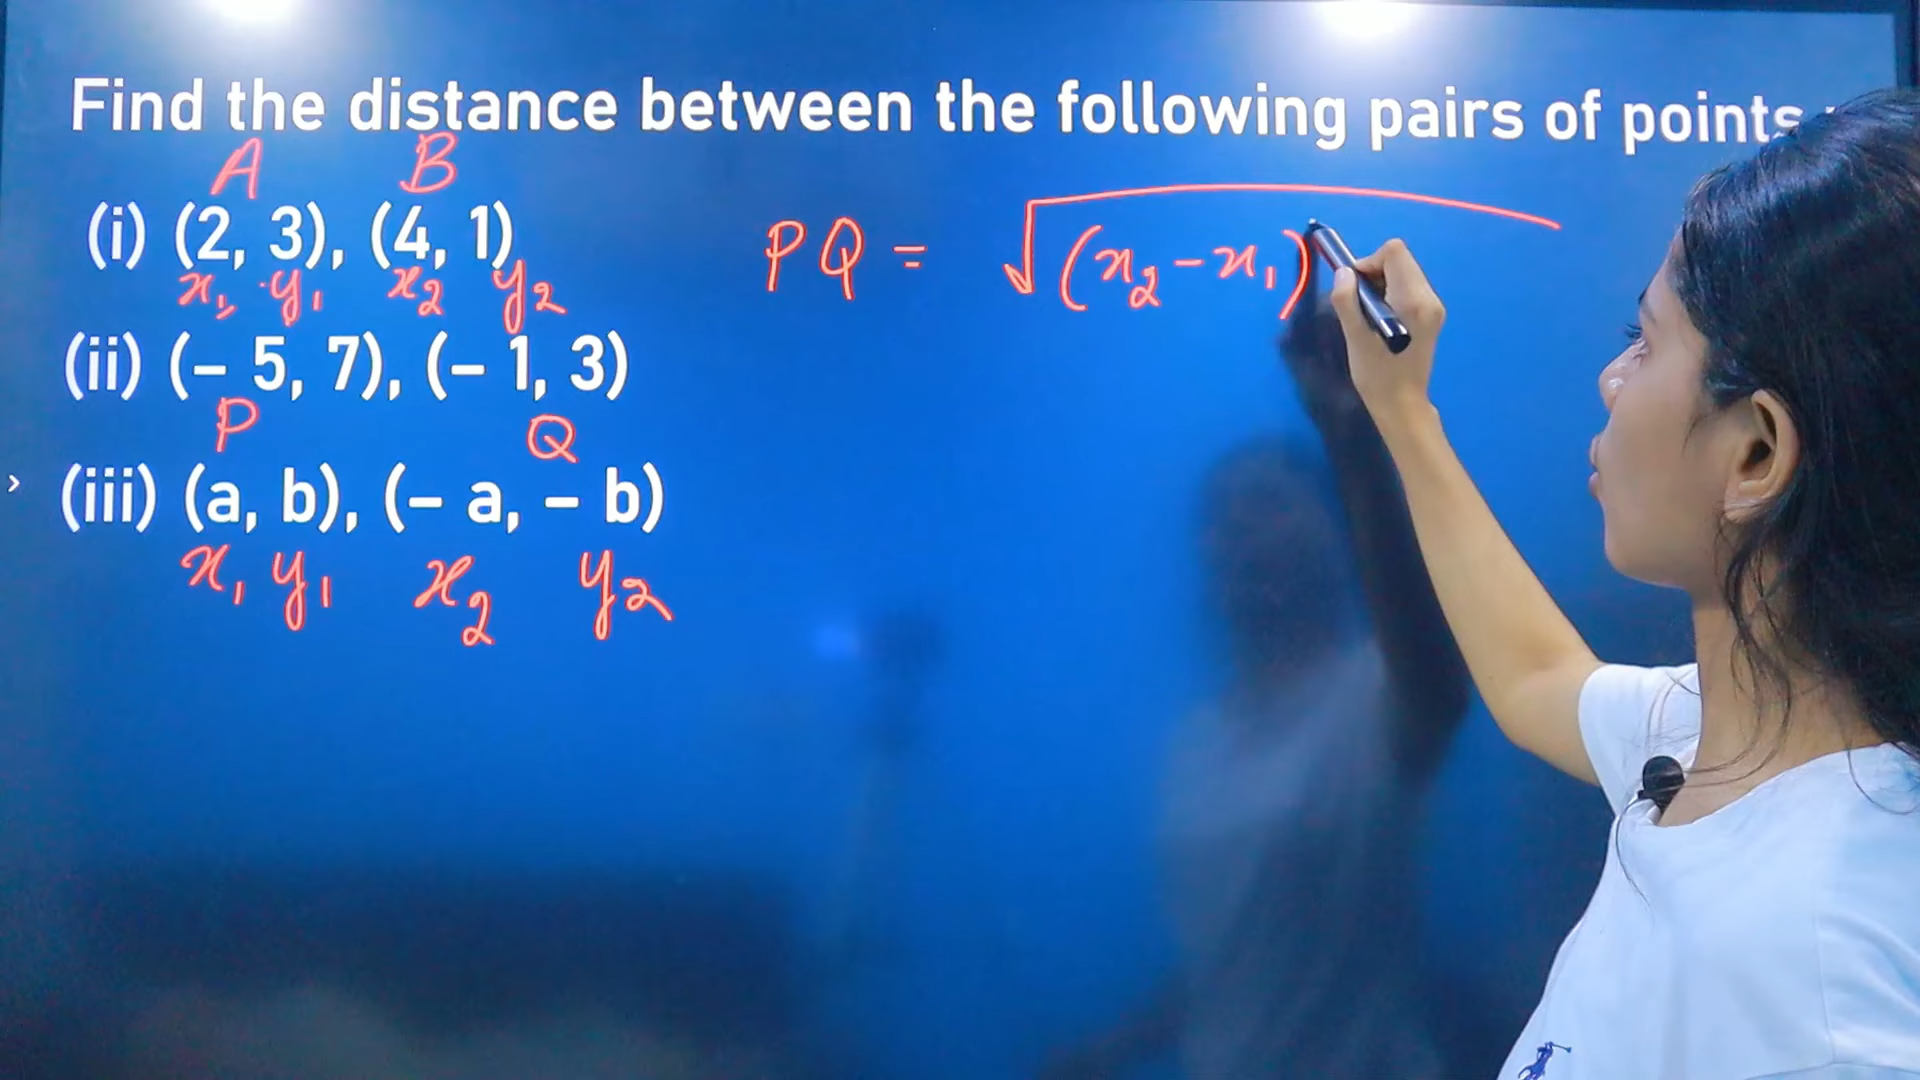 Find the distance between the following pairs of points
A B
(i) (2, 3), (4, 1)
x₁ y₁ x₂ y₂
(ii) (– 5, 7), (– 1, 3)
P Q
(iii) (a, b), (– a, – b)
x₁ y₁ x₂ y₂
PQ = √(x₂ – x₁)